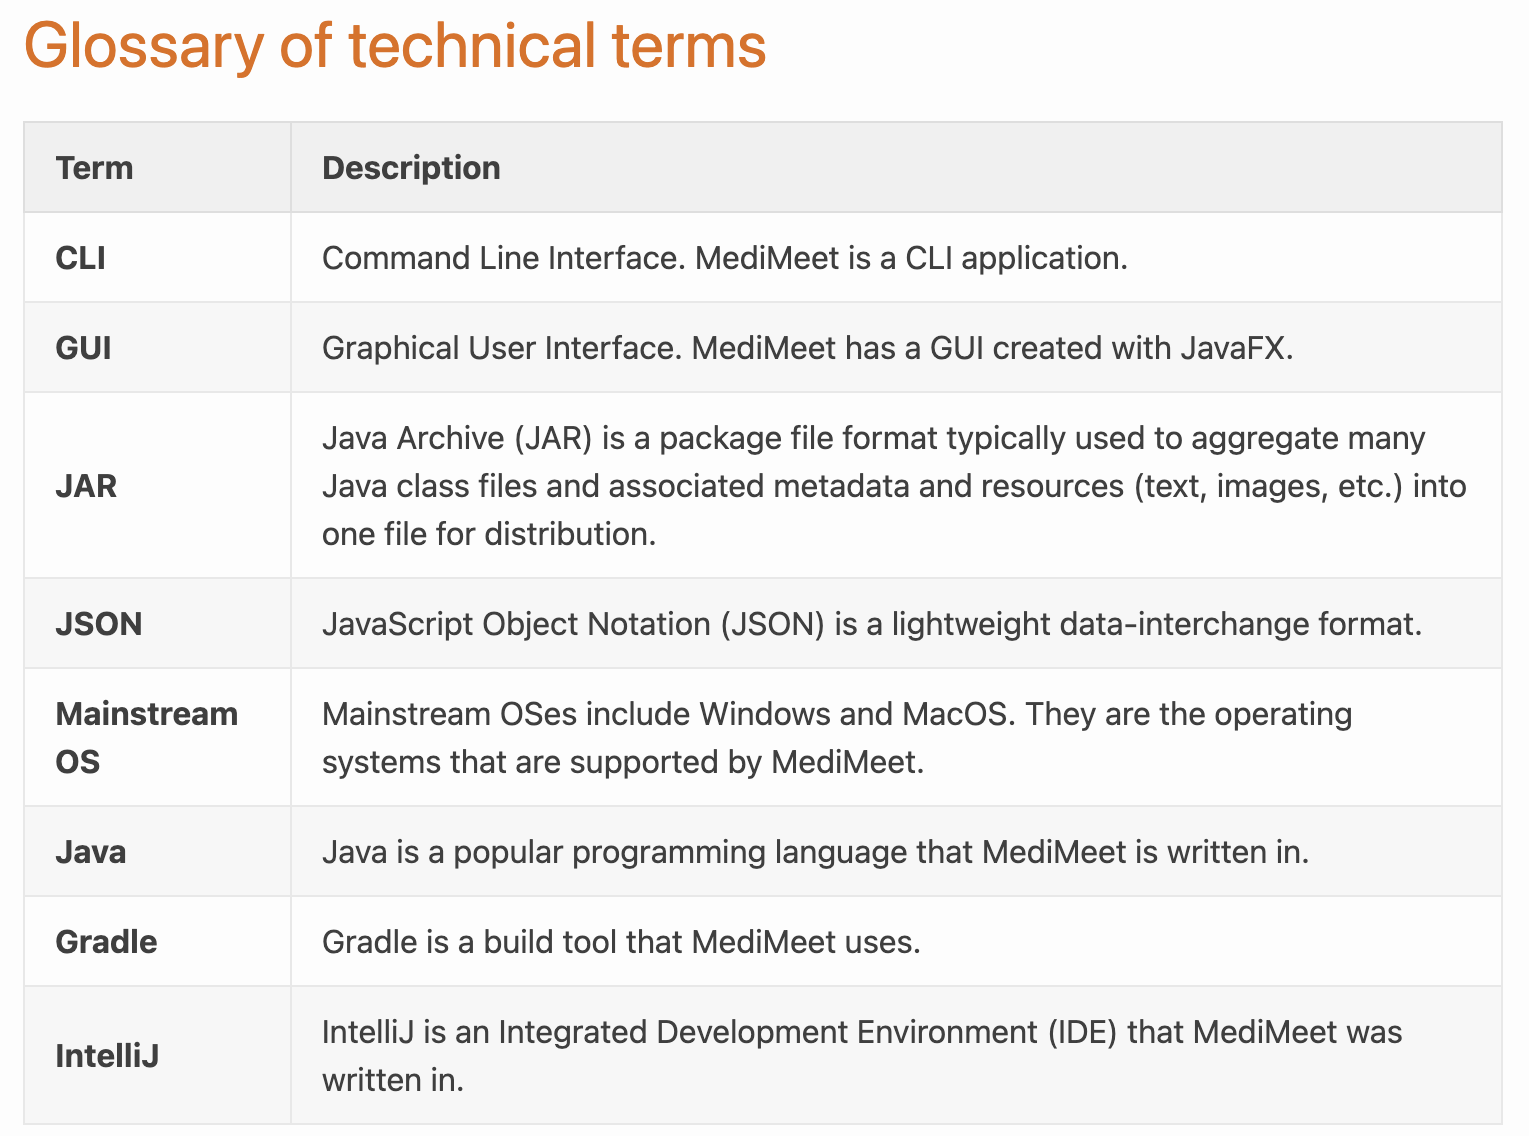 Glossary of technical terms
Term Description
CLI Command Line Interface. MediMeet is a CLI application.
GUI Graphical User Interface. MediMeet has a GUI created with JavaFX.
JAR
Java Archive (JAR) is a package file format typically used to aggregate many
Java class files and associated metadata and resources (text, images, etc.) into
one file for distribution.
JSON JavaScript Object Notation (JSON) is a lightweight data-interchange format.
Mainstream
OS
Mainstream OSes include Windows and MacOS. They are the operating
systems that are supported by MediMeet.
Java Java is a popular programming language that MediMeet is written in.
Gradle Gradle is a build tool that MediMeet uses.
IntelliJ
IntelliJ is an Integrated Development Environment (IDE) that MediMeet was
written in.